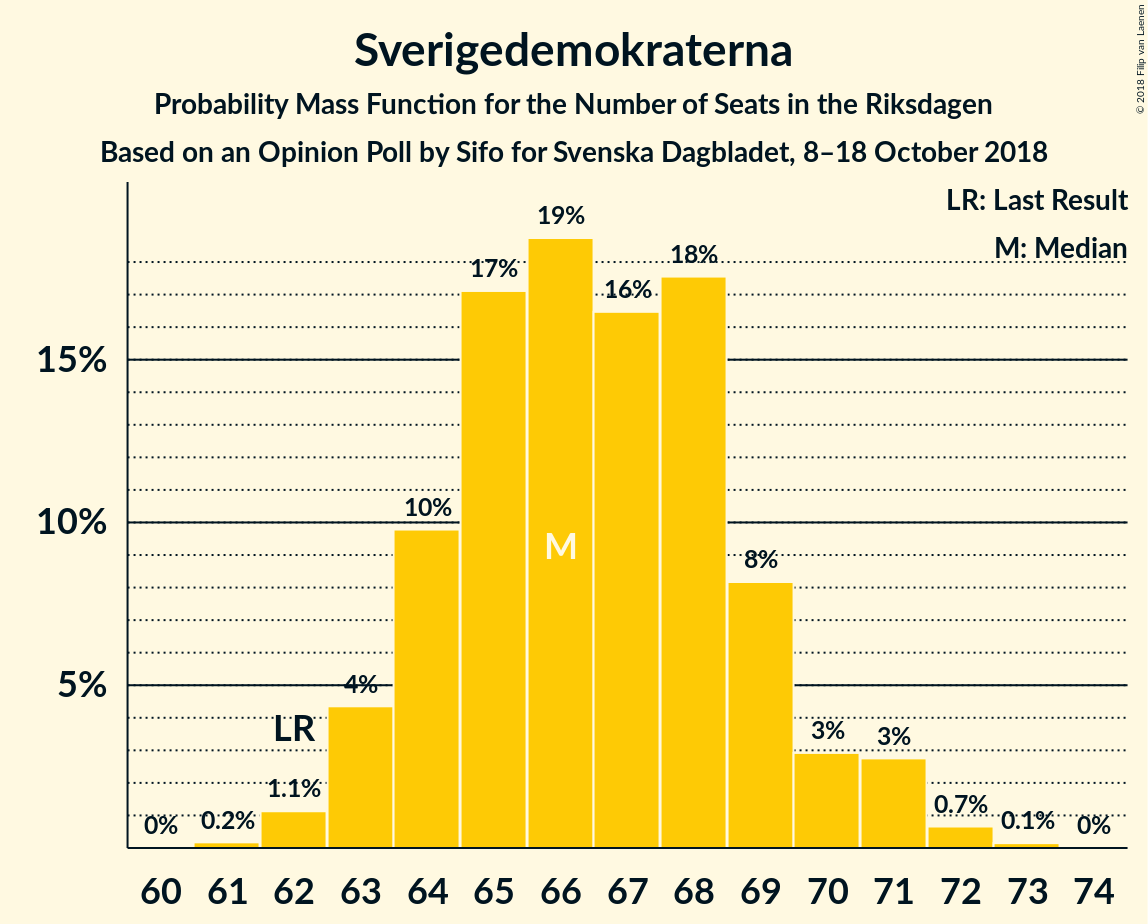 Sverigedemokraterna
Probability Mass Function for the Number of Seats in the Riksdagen
Based on an Opinion Poll by Sifo for Svenska Dagbladet, 8–18 October 2018
© 2018 Filip van Laenen
LR: Last Result
M: Median
15%
10%
5%
0%
0.2%
1.1%
LR
4%
10%
17%
19%
M
16%
18%
8%
3%
3%
0.7%
0.1%
0%
60 61 62 63 64 65 66 67 68 69 70 71 72 73 74